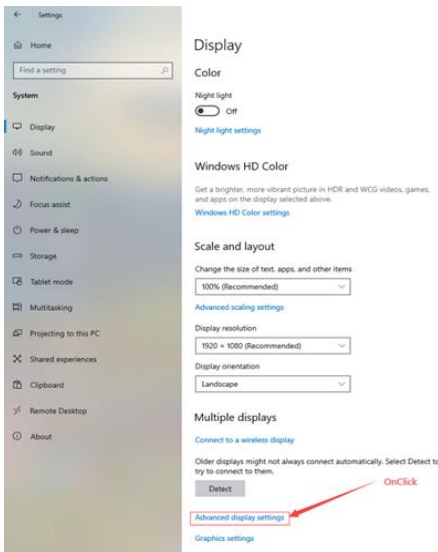 Settings
Home
Find a setting
System
Display
Sound
Notifications & actions
Focus assist
Power & sleep
Storage
Tablet mode
Multitasking
Projecting to this PC
Shared experiences
Clipboard
Remote Desktop
About
Display
Color
Night light
Off
Night light settings
Windows HD Color
Get a brighter, more vibrant picture in HDR and WCG videos, games,
and apps on the display selected above.
Windows HD Color settings
Scale and layout
Change the size of text, apps, and other items
100% (Recommended)
Advanced scaling settings
Display resolution
1920 × 1080 (Recommended)
Display orientation
Landscape
Multiple displays
Connect to a wireless display
Older displays might not always connect automatically. Select Detect to
try to connect to them.
Detect
OnClick
Advanced display settings
Graphics settings